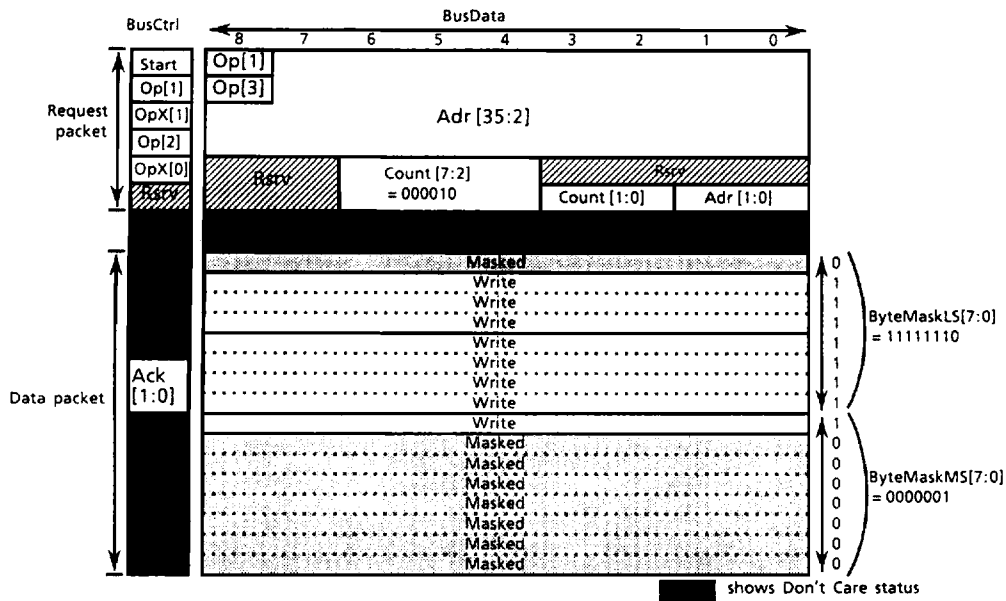 BusCtrl
BusData
8 7 6 5 4 3 2 1 0
Request packet
Start
Op[1]
OpX[1]
Op[2]
OpX[0]
Rsrv
Op[1]
Op[3]
Adr [35:2]
Rsrv
Count [7:2]
= 000010
Rsrv
Count [1:0]
Adr [1:0]
Data packet
Ack
[1:0]
Masked 0
Write 1
Write 1
Write 1
Write 1
Write 1
Write 1
Write 1
ByteMaskLS[7:0]
= 11111110
Write 1
Masked 0
Masked 0
Masked 0
Masked 0
Masked 0
Masked 0
Masked 0
ByteMaskMS[7:0]
= 0000001
shows Don't Care status